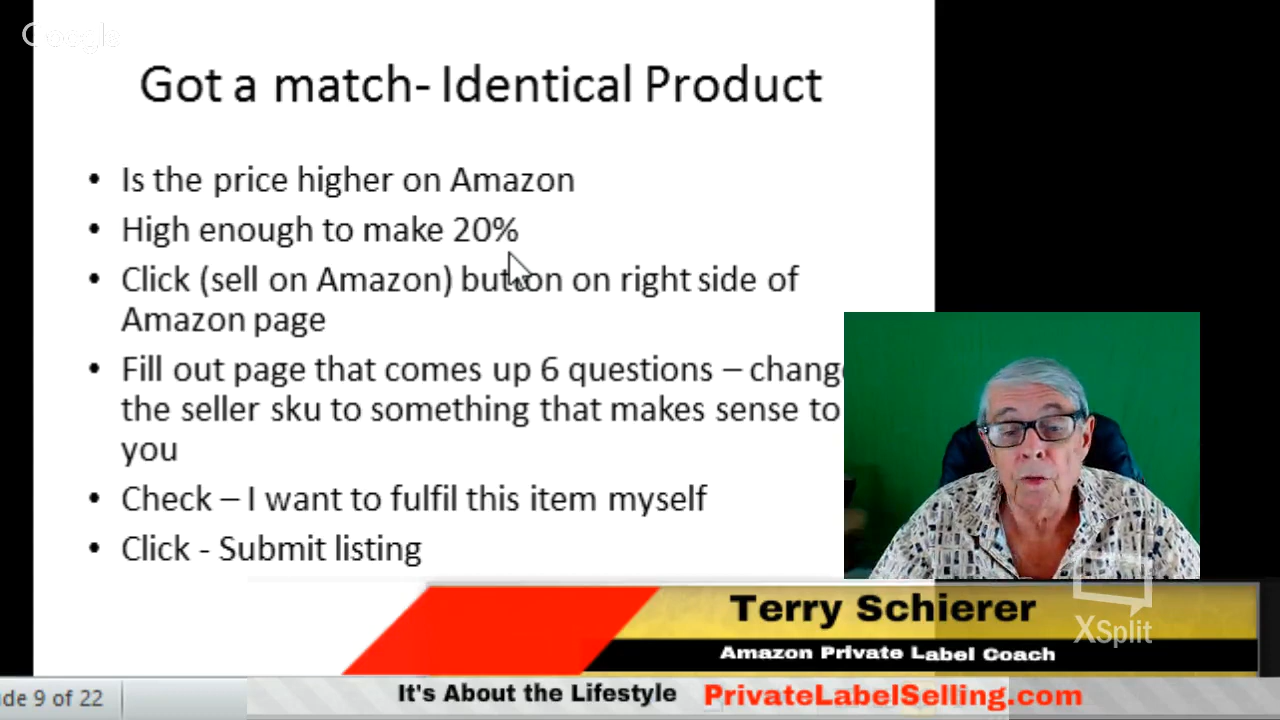 Google
Got a match- Identical Product
• Is the price higher on Amazon
• High enough to make 20%
• Click (sell on Amazon) button on right side of
Amazon page
• Fill out page that comes up 6 questions – change
the seller sku to something that makes sense to
you
• Check – I want to fulfil this item myself
• Click - Submit listing
Terry Schierer
XSplit
Amazon Private Label Coach
It's About the Lifestyle PrivateLabelSelling.com
9 of 22